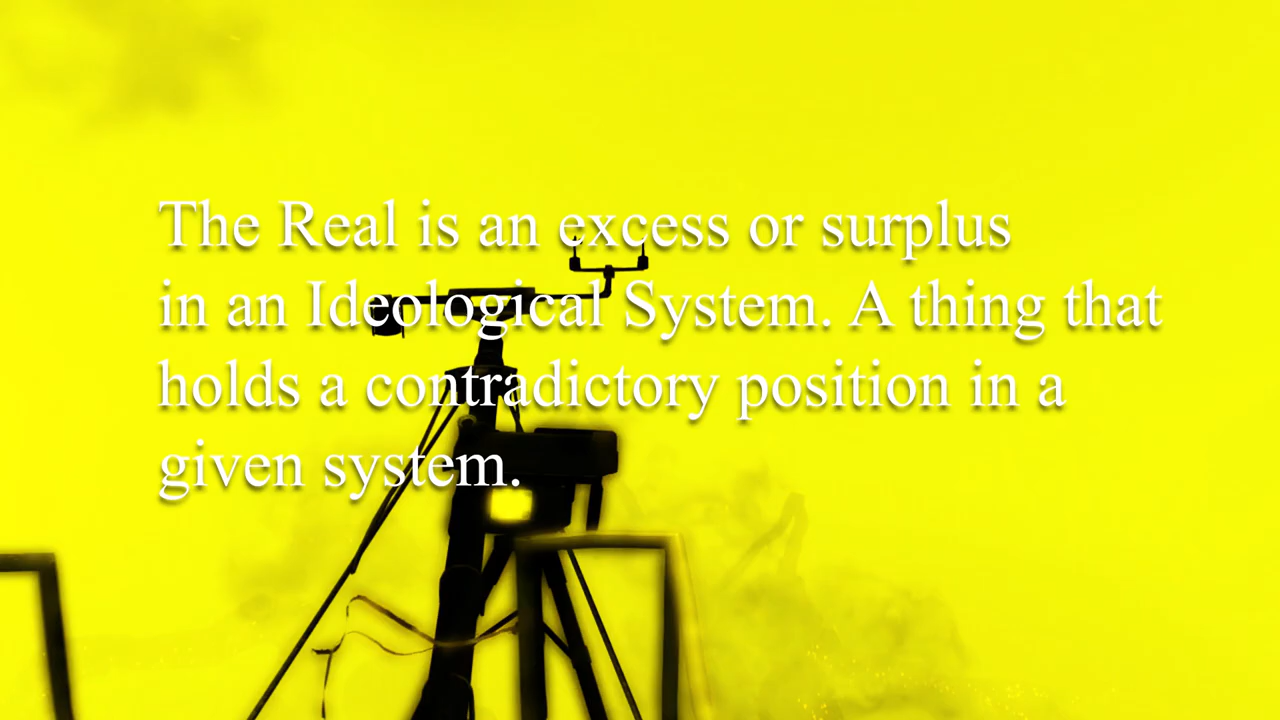 The Real is an excess or surplus
in an Ideological System. A thing that
holds a contradictory position in a
given system.